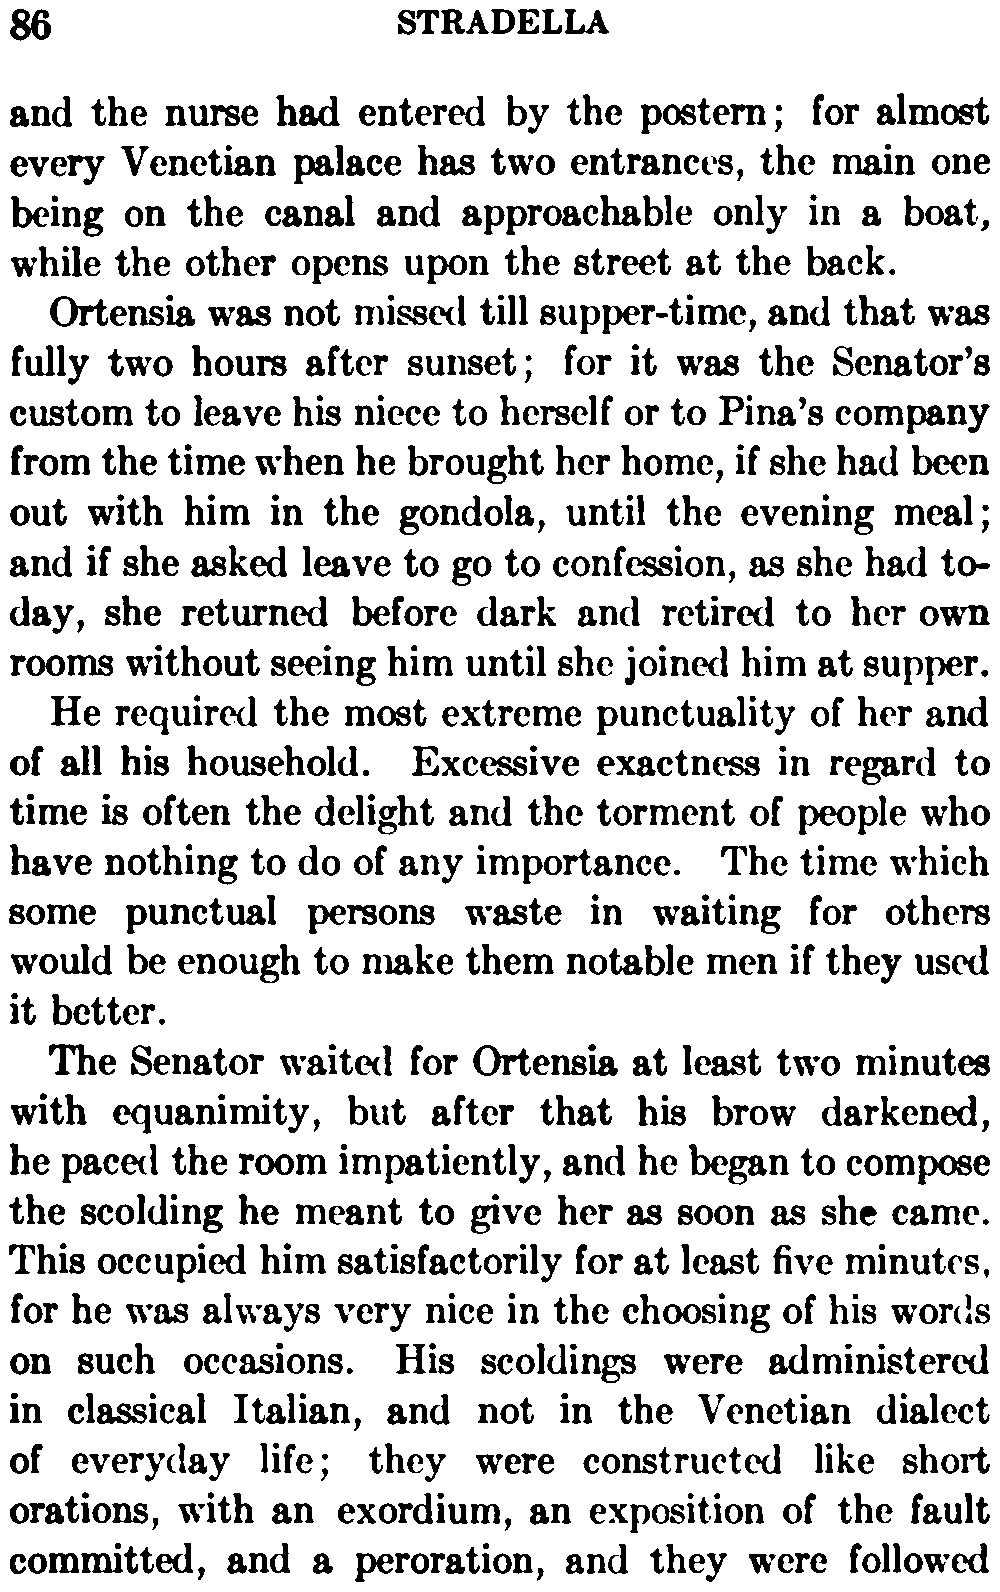 86 STRADELLA
and the nurse had entered by the postern; for almost
every Venetian palace has two entrances, the main one
being on the canal and approachable only in a boat,
while the other opens upon the street at the back.
Ortensia was not missed till supper-time, and that was
fully two hours after sunset; for it was the Senator's
custom to leave his niece to herself or to Pina's company
from the time when he brought her home, if she had been
out with him in the gondola, until the evening meal;
and if she asked leave to go to confession, as she had to-
day, she returned before dark and retired to her own
rooms without seeing him until she joined him at supper.
He required the most extreme punctuality of her and
of all his household. Excessive exactness in regard to
time is often the delight and the torment of people who
have nothing to do of any importance. The time which
some punctual persons waste in waiting for others
would be enough to make them notable men if they used
it better.
The Senator waited for Ortensia at least two minutes
with equanimity, but after that his brow darkened,
he paced the room impatiently, and he began to compose
the scolding he meant to give her as soon as she came.
This occupied him satisfactorily for at least five minutes,
for he was always very nice in the choosing of his words
on such occasions. His scoldings were administered
in classical Italian, and not in the Venetian dialect
of everyday life; they were constructed like short
orations, with an exordium, an exposition of the fault
committed, and a peroration, and they were followed